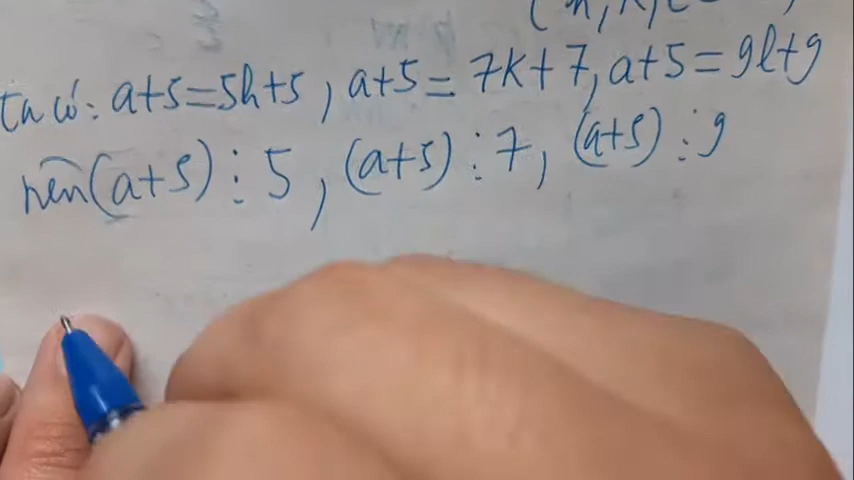 ta có: a+5=5h+5, a+5=7k+7, a+5=9l+9
nên (a+5)⋮5, (a+5)⋮7, (a+5)⋮9